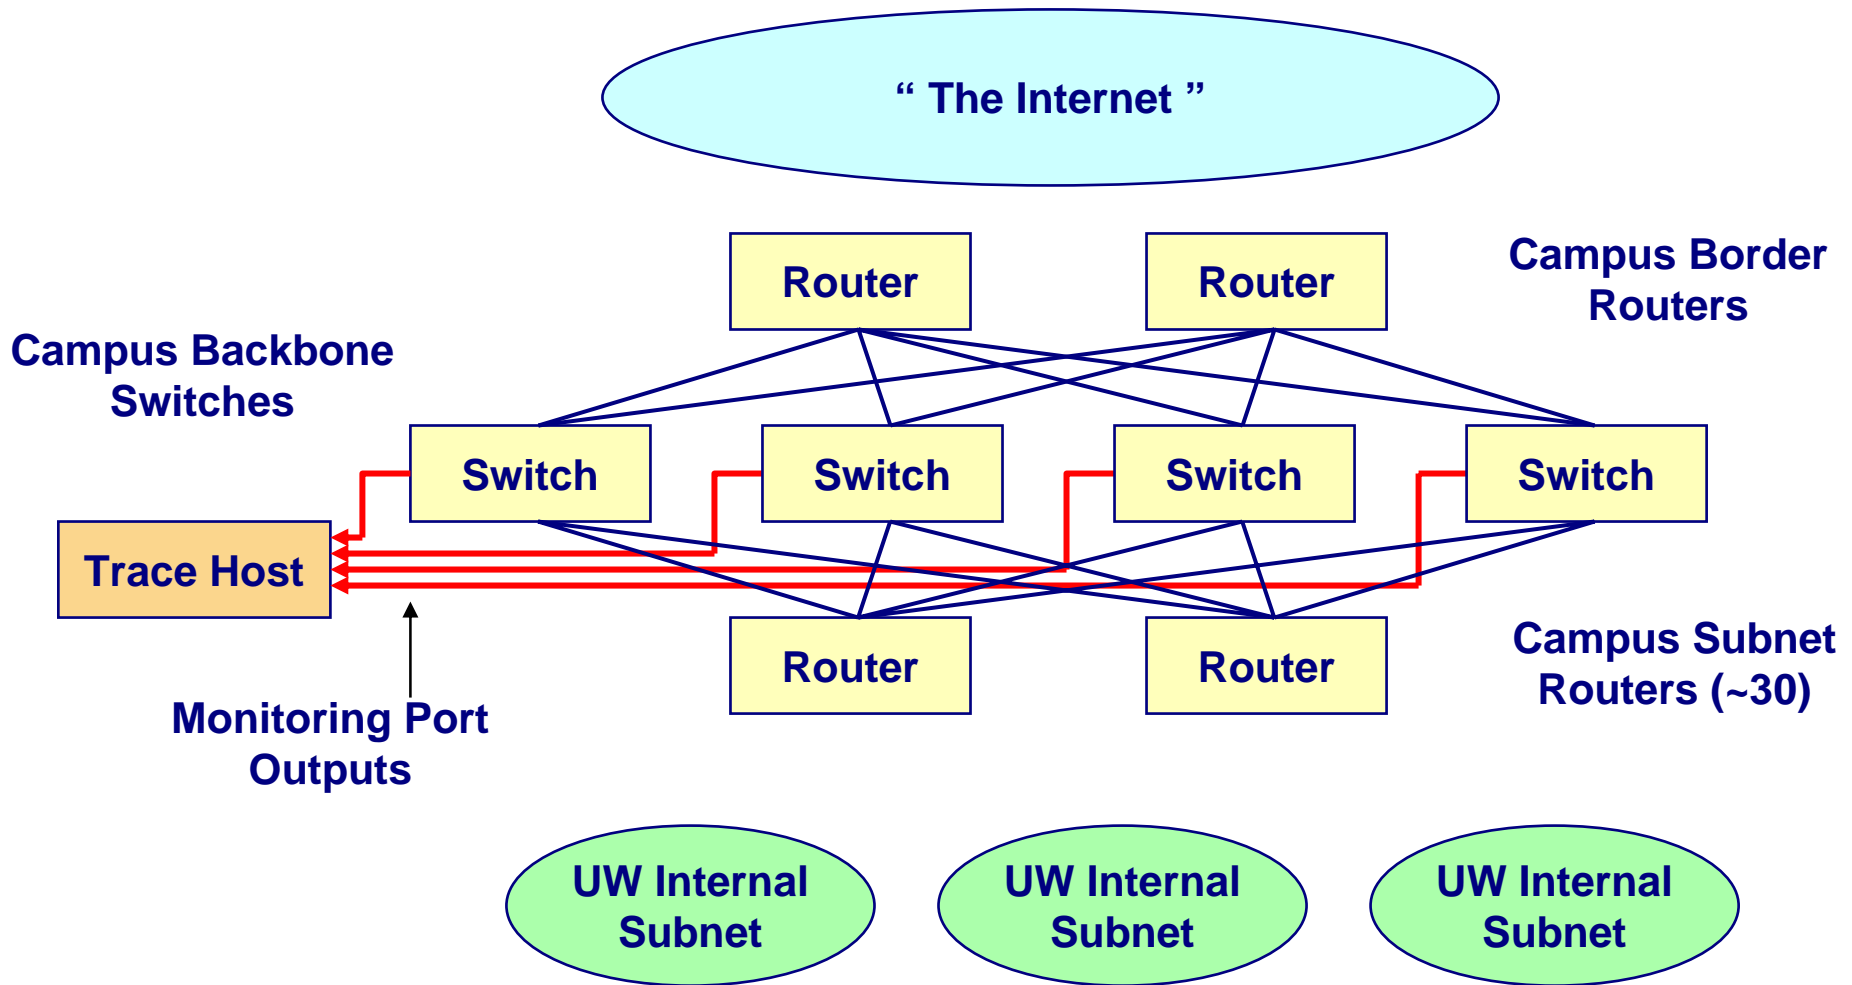 “ The Internet ”
Router
Router
Campus Border
Routers
Campus Backbone
Switches
Switch
Switch
Switch
Switch
Trace Host
Router
Router
Campus Subnet
Routers (~30)
Monitoring Port
Outputs
UW Internal
Subnet
UW Internal
Subnet
UW Internal
Subnet